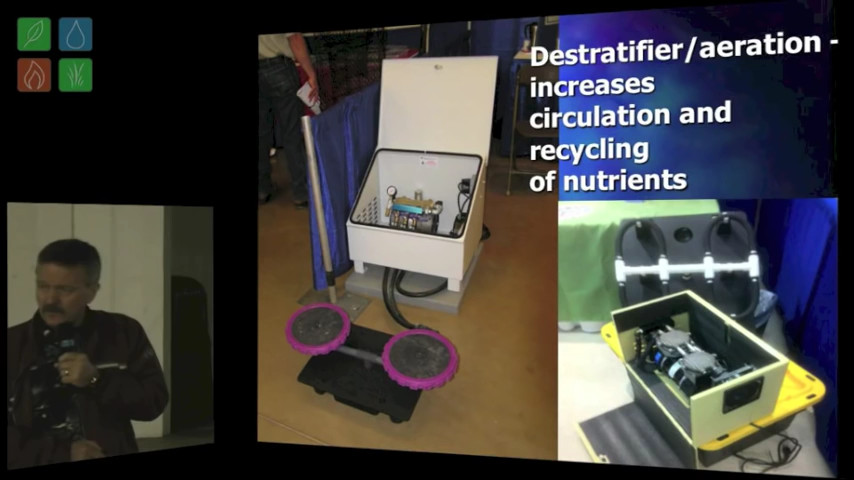 Destratifier/aeration -
increases
circulation and
recycling
of nutrients